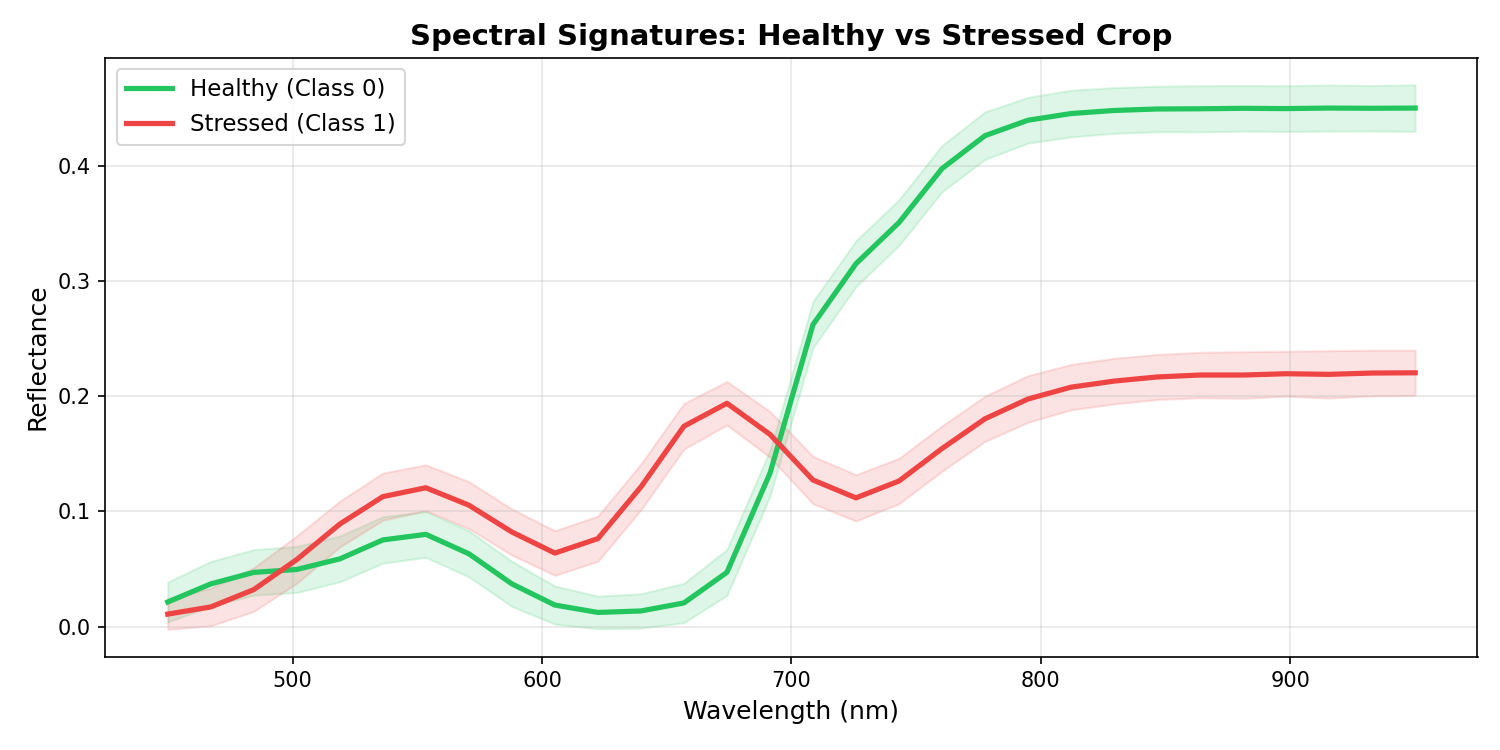 Spectral Signatures: Healthy vs Stressed Crop
Healthy (Class 0)
Stressed (Class 1)
Reflectance
0.4
0.3
0.2
0.1
0.0
500 600 700 800 900
Wavelength (nm)